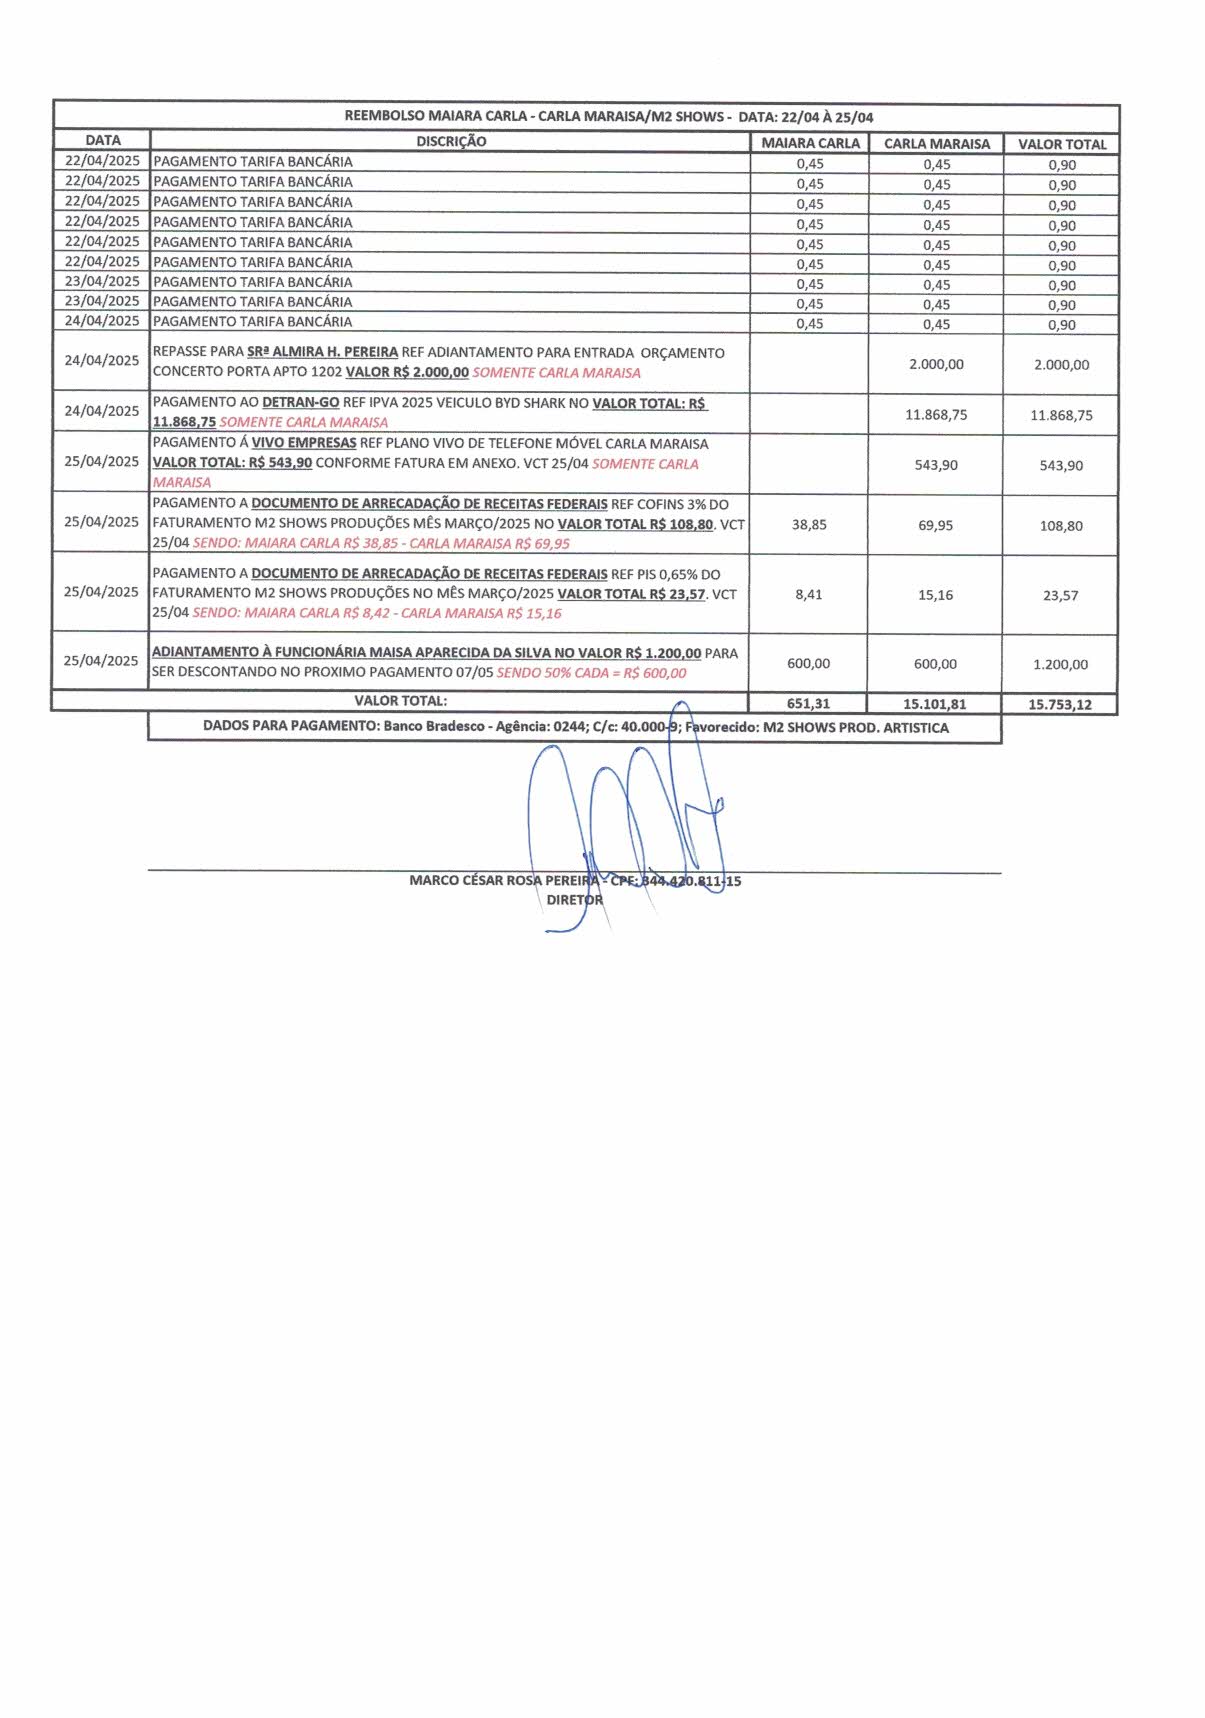 REEMBOLSO MAIARA CARLA - CARLA MARAISA/M2 SHOWS - DATA: 22/04 À 25/04
DATA DISCRIÇÃO MAIARA CARLA CARLA MARAISA VALOR TOTAL
22/04/2025 PAGAMENTO TARIFA BANCÁRIA 0,45 0,45 0,90
22/04/2025 PAGAMENTO TARIFA BANCÁRIA 0,45 0,45 0,90
22/04/2025 PAGAMENTO TARIFA BANCÁRIA 0,45 0,45 0,90
22/04/2025 PAGAMENTO TARIFA BANCÁRIA 0,45 0,45 0,90
22/04/2025 PAGAMENTO TARIFA BANCÁRIA 0,45 0,45 0,90
22/04/2025 PAGAMENTO TARIFA BANCÁRIA 0,45 0,45 0,90
23/04/2025 PAGAMENTO TARIFA BANCÁRIA 0,45 0,45 0,90
23/04/2025 PAGAMENTO TARIFA BANCÁRIA 0,45 0,45 0,90
24/04/2025 PAGAMENTO TARIFA BANCÁRIA 0,45 0,45 0,90
REPASSE PARA SRª ALMIRA H. PEREIRA REF ADIANTAMENTO PARA ENTRADA ORÇAMENTO
24/04/2025 CONCERTO PORTA APTO 1202 VALOR R$ 2.000,00 SOMENTE CARLA MARAISA 2.000,00 2.000,00
PAGAMENTO AO DETRAN-GO REF IPVA 2025 VEICULO BYD SHARK NO VALOR TOTAL: R$
24/04/2025 11.868,75 SOMENTE CARLA MARAISA 11.868,75 11.868,75
PAGAMENTO Á VIVO EMPRESAS REF PLANO VIVO DE TELEFONE MÓVEL CARLA MARAISA
25/04/2025 VALOR TOTAL: R$ 543,90 CONFORME FATURA EM ANEXO. VCT 25/04 SOMENTE CARLA 543,90 543,90
MARAISA
PAGAMENTO A DOCUMENTO DE ARRECADAÇÃO DE RECEITAS FEDERAIS REF COFINS 3% DO
25/04/2025 FATURAMENTO M2 SHOWS PRODUÇÕES MÊS MARÇO/2025 NO VALOR TOTAL R$ 108,80. VCT 38,85 69,95 108,80
25/04 SENDO: MAIARA CARLA R$ 38,85 - CARLA MARAISA R$ 69,95
PAGAMENTO A DOCUMENTO DE ARRECADAÇÃO DE RECEITAS FEDERAIS REF PIS 0,65% DO
25/04/2025 FATURAMENTO M2 SHOWS PRODUÇÕES NO MÊS MARÇO/2025 VALOR TOTAL R$ 23,57. VCT 8,41 15,16 23,57
25/04 SENDO: MAIARA CARLA R$ 8,42 - CARLA MARAISA R$ 15,16
ADIANTAMENTO À FUNCIONÁRIA MAISA APARECIDA DA SILVA NO VALOR R$ 1.200,00 PARA
25/04/2025 SER DESCONTANDO NO PROXIMO PAGAMENTO 07/05 SENDO 50% CADA = R$ 600,00 600,00 600,00 1.200,00
VALOR TOTAL: 651,31 15.101,81 15.753,12
DADOS PARA PAGAMENTO: Banco Bradesco - Agência: 0244; C/c: 40.000-9; Favorecido: M2 SHOWS PROD. ARTISTICA
MARCO CÉSAR ROSA PEREIRA - CPF: 344.420.811-15
DIRETOR